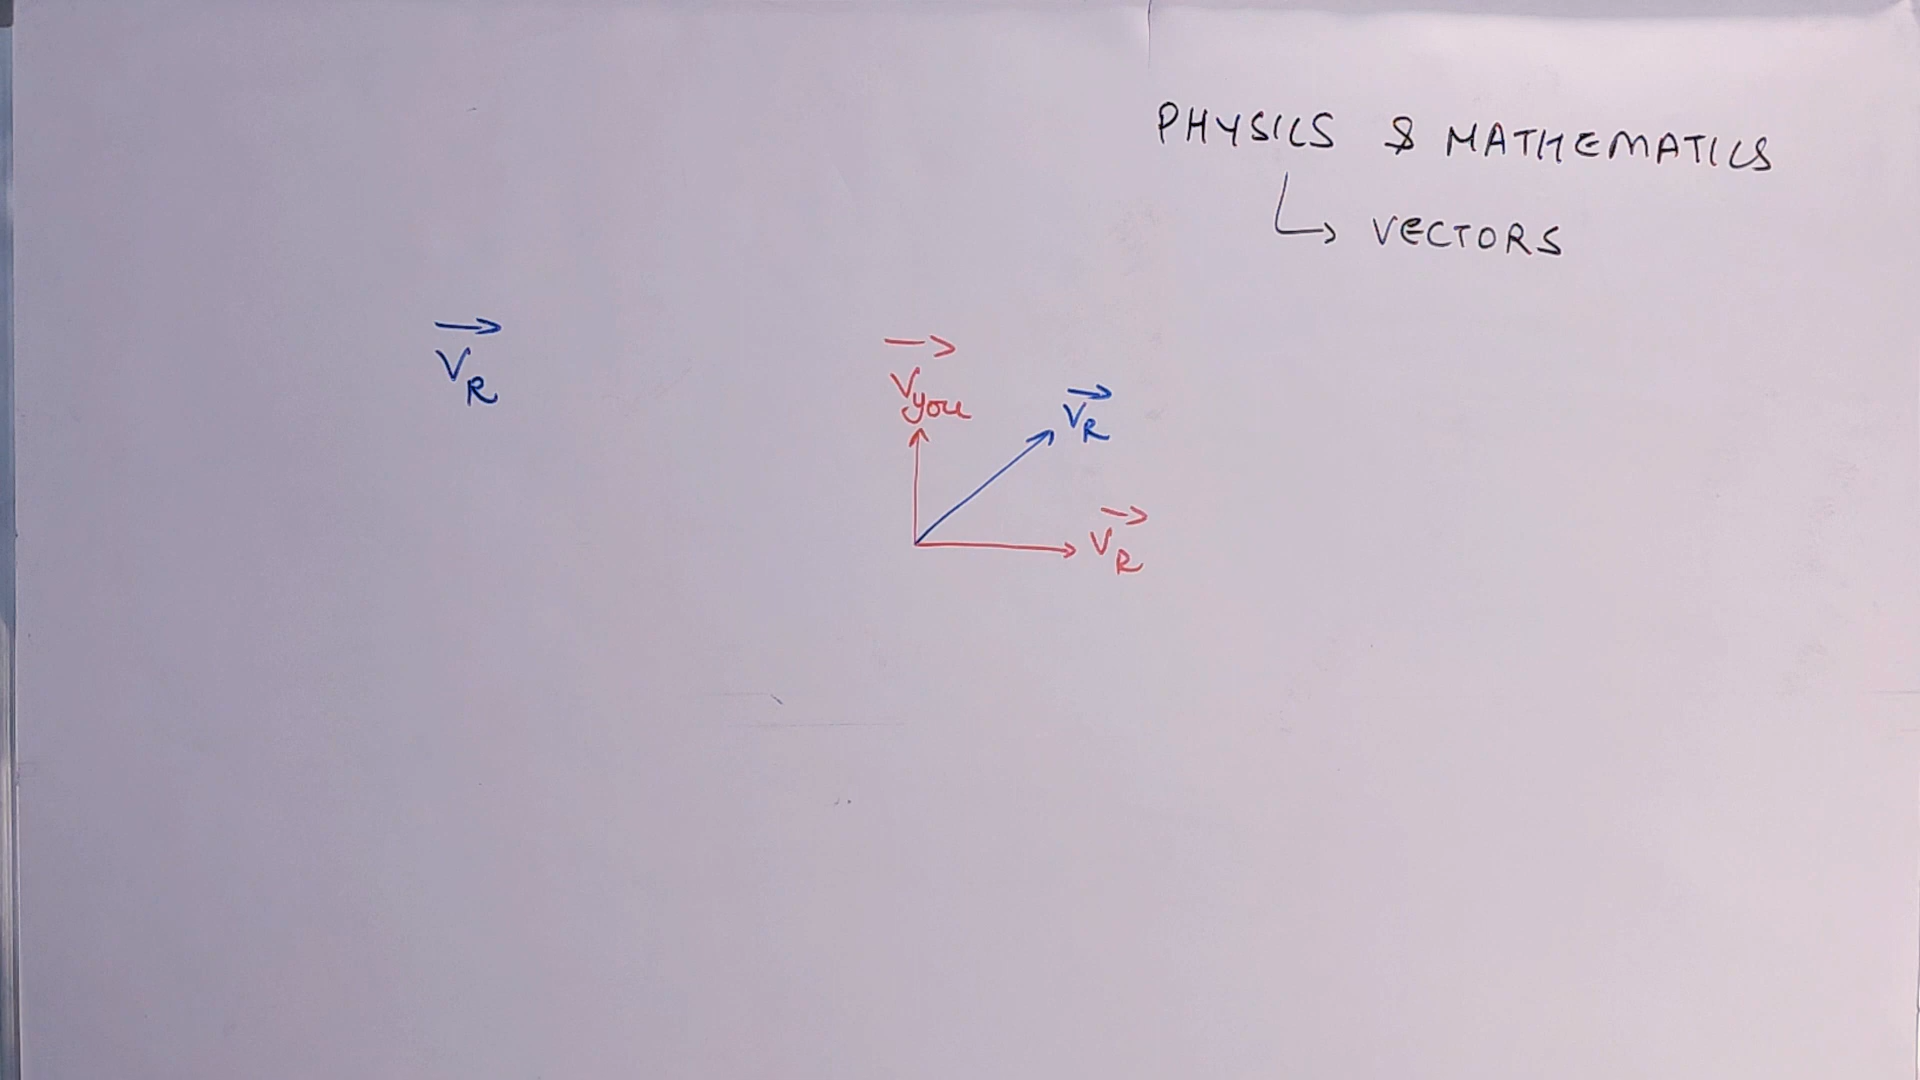 PHYSICS & MATHEMATICS
↳ VECTORS
V⃗R
V⃗you
V⃗R
V⃗R